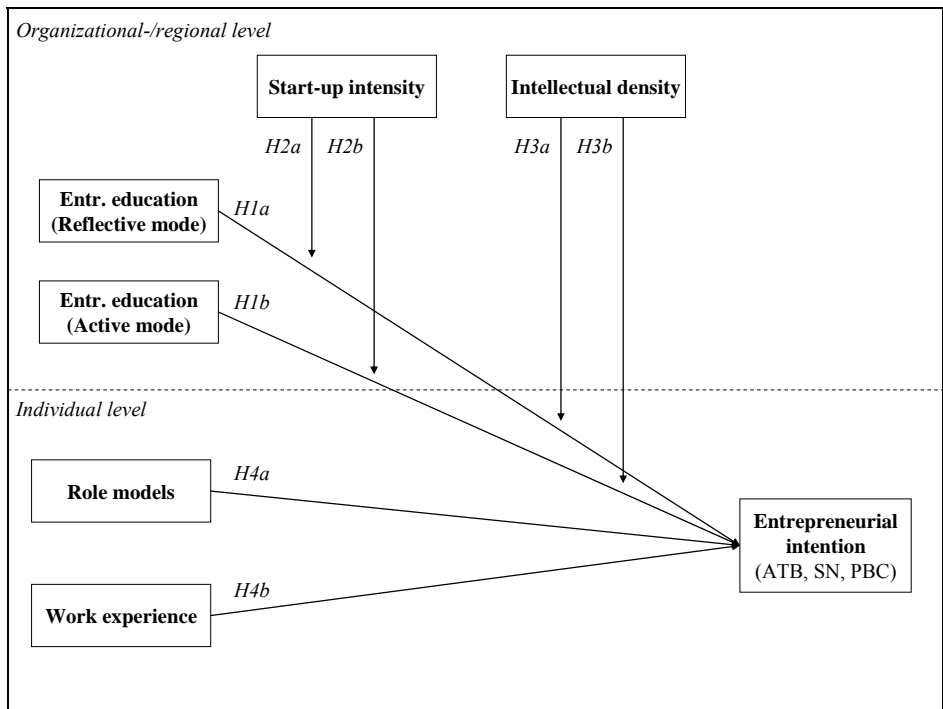 Organizational-/regional level
Start-up intensity
Intellectual density
H2a
H2b
H3a
H3b
Entr. education
(Reflective mode)
H1a
Entr. education
(Active mode)
H1b
Individual level
Role models
H4a
Entrepreneurial
intention
(ATB, SN, PBC)
Work experience
H4b